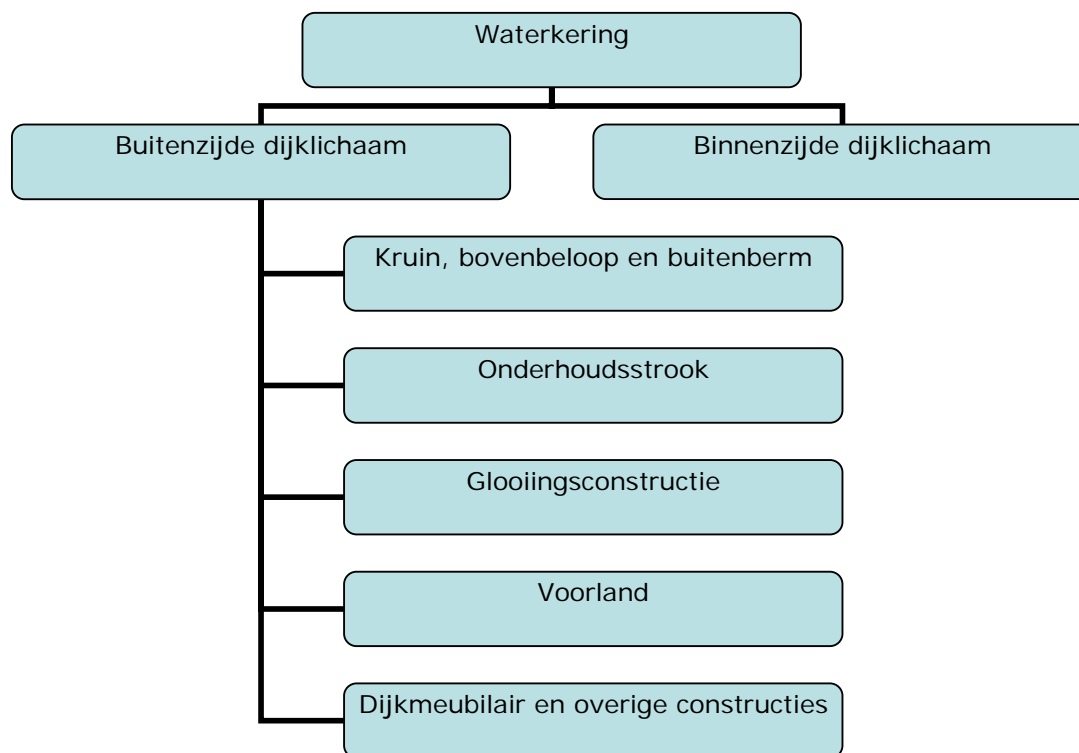 Waterkering
Buitenzijde dijklichaam
Binnenzijde dijklichaam
Kruin, bovenbeloop en buitenberm
Onderhoudsstrook
Glooiingsconstructie
Voorland
Dijkmeubilair en overige constructies